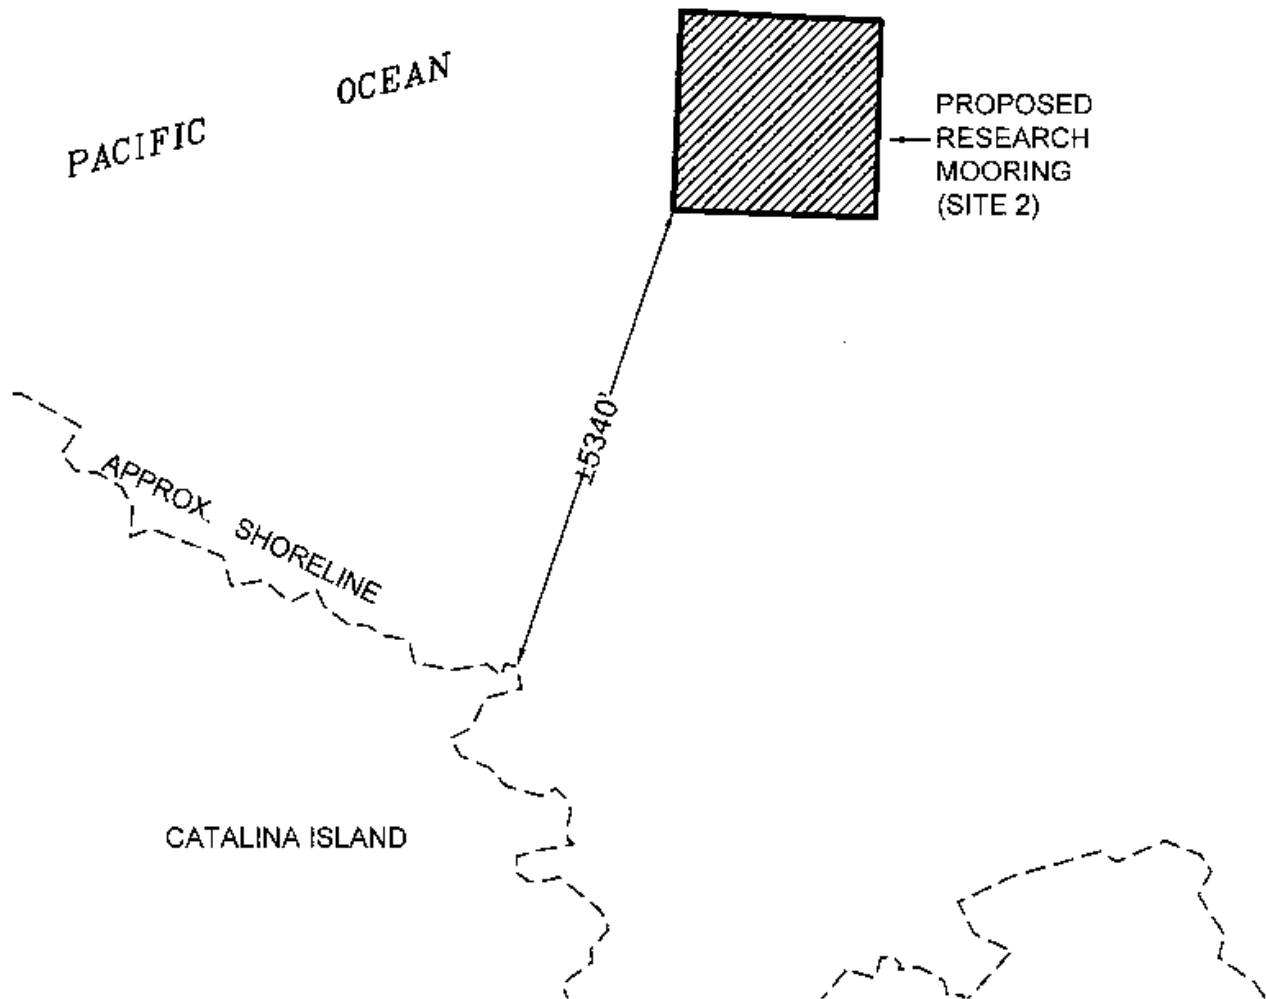 PACIFIC OCEAN
PROPOSED
RESEARCH
MOORING
(SITE 2)
±5340'
APPROX. SHORELINE
CATALINA ISLAND